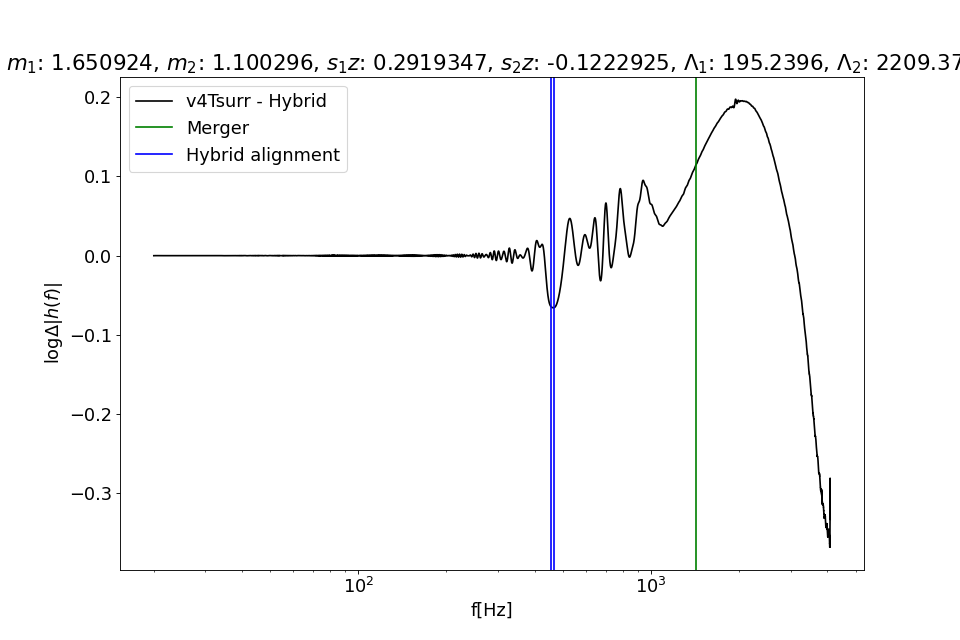 m₁: 1.650924, m₂: 1.100296, s₁z: 0.2919347, s₂z: -0.1222925, Λ₁: 195.2396, Λ₂: 2209.37
v4Tsurr - Hybrid
Merger
Hybrid alignment
0.2
0.1
0.0
−0.1
−0.2
−0.3
logΔ|h(f)|
10² 10³
f[Hz]